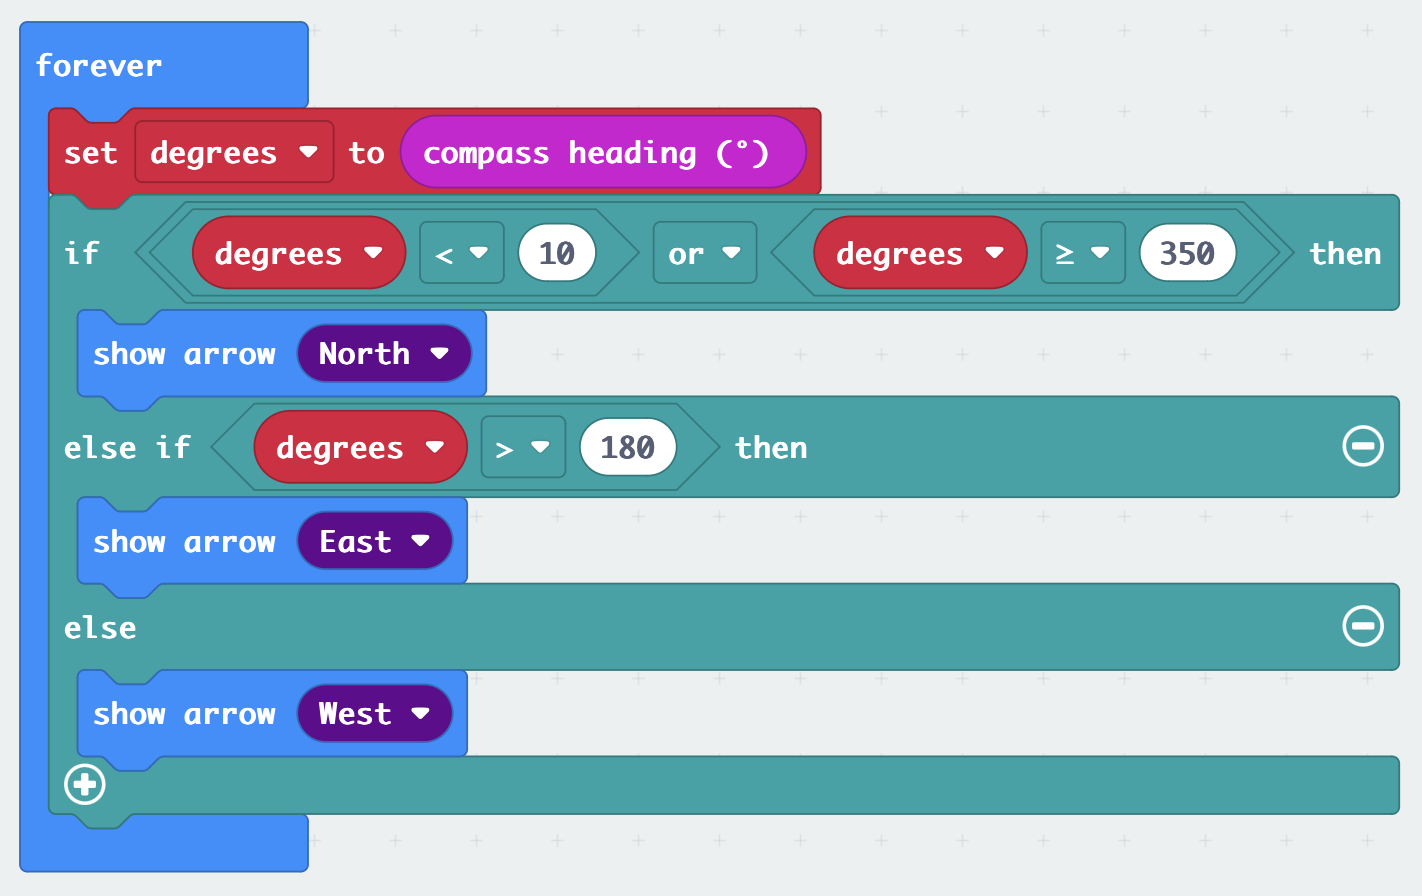 forever
set degrees to compass heading (°)
if degrees < 10 or degrees ≥ 350 then
show arrow North
else if degrees > 180 then
show arrow East
else
show arrow West